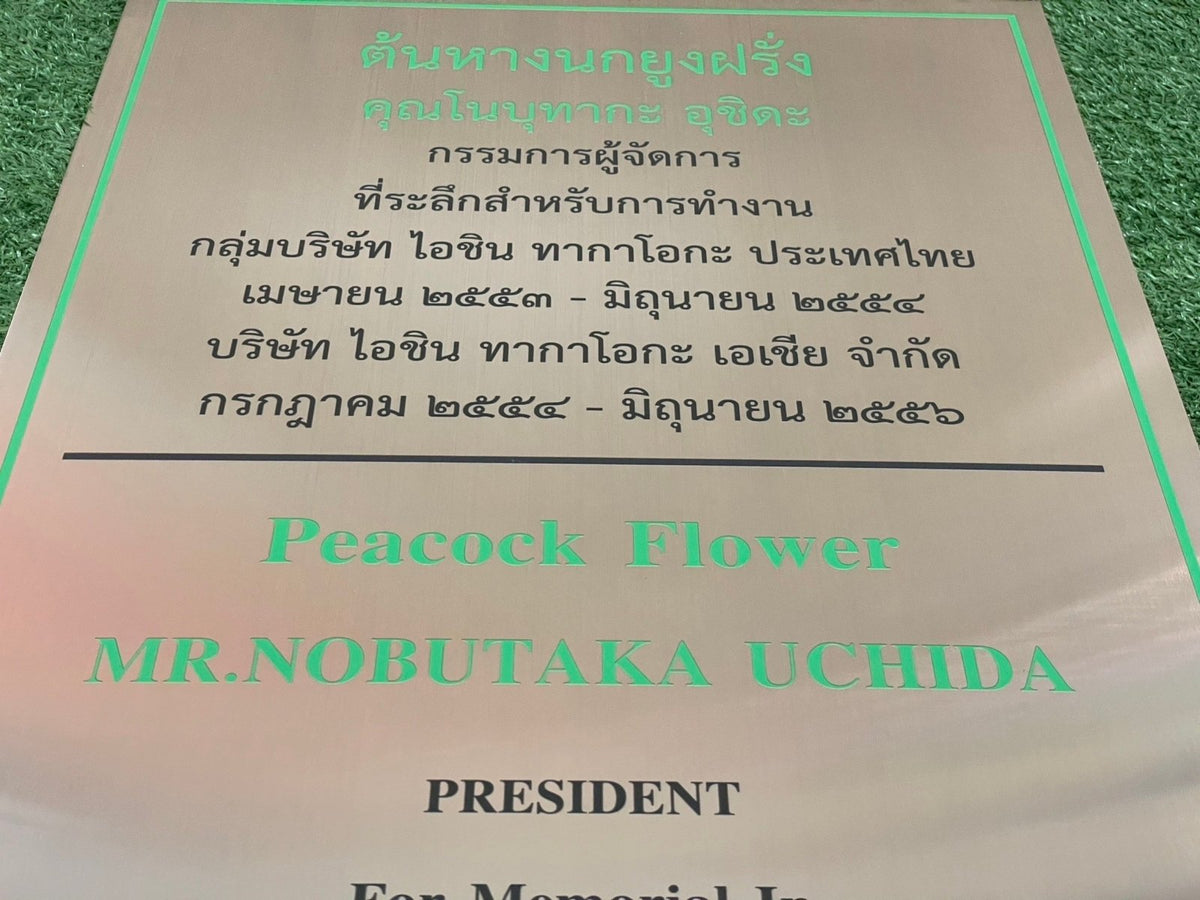 ต้นหางนกยูงฝรั่ง
คุณโนบุทากะ อุชิดะ
กรรมการผู้จัดการ
ที่ระลึกสำหรับการทำงาน
กลุ่มบริษัท ไอชิน ทากาโอกะ ประเทศไทย
เมษายน ๒๕๕๓ - มิถุนายน ๒๕๕๔
บริษัท ไอชิน ทากาโอกะ เอเชีย จำกัด
กรกฎาคม ๒๕๕๔ - มิถุนายน ๒๕๕๖
Peacock Flower
MR.NOBUTAKA UCHIDA
PRESIDENT
For Memorial In